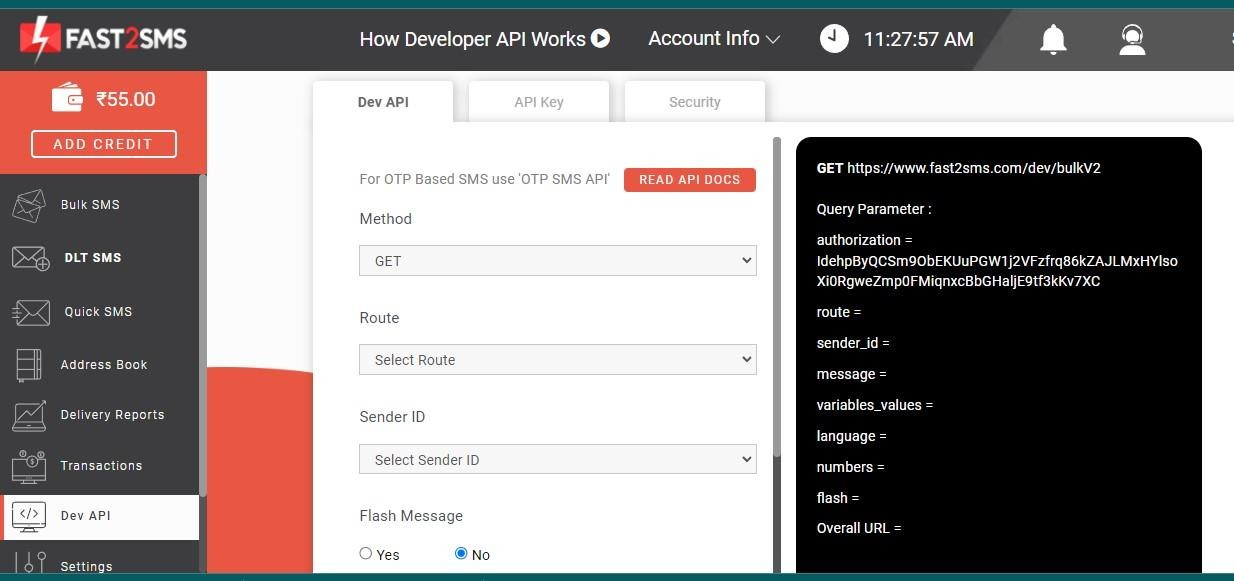 FAST2SMS
How Developer API Works
Account Info
11:27:57 AM
₹55.00
ADD CREDIT
Bulk SMS
DLT SMS
Quick SMS
Address Book
Delivery Reports
Transactions
Dev API
Settings
Dev API
API Key
Security
For OTP Based SMS use 'OTP SMS API'
READ API DOCS
Method
GET
Route
Select Route
Sender ID
Select Sender ID
Flash Message
Yes
No
GET https://www.fast2sms.com/dev/bulkV2
Query Parameter :
authorization =
IdehpByQCSm9ObEKUuPGW1j2VFzfrq86kZAJLMxHYlso
Xi0RgweZmp0FMiqnxcBbGHaljE9tf3kKv7XC
route =
sender_id =
message =
variables_values =
language =
numbers =
flash =
Overall URL =